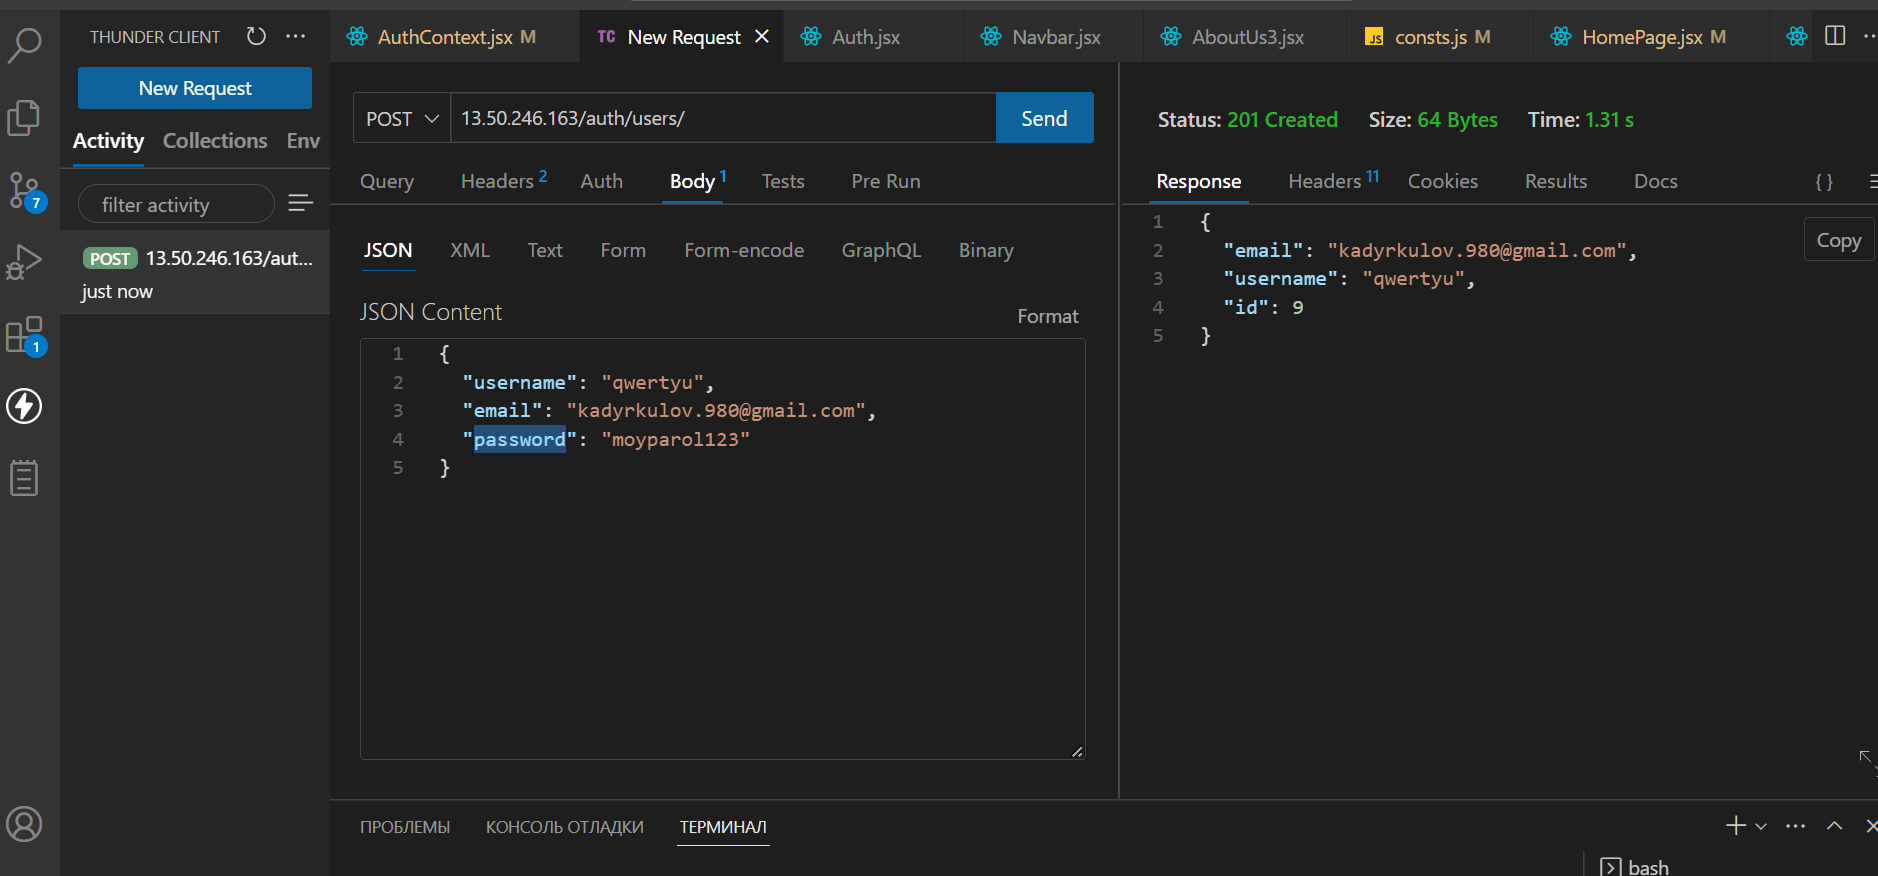 THUNDER CLIENT
New Request
Activity Collections Env
filter activity
POST 13.50.246.163/aut...
just now
7
1
AuthContext.jsx M
TC New Request
Auth.jsx
Navbar.jsx
AboutUs3.jsx
JS consts.js M
HomePage.jsx M
POST 13.50.246.163/auth/users/ Send
Query Headers 2 Auth Body 1 Tests Pre Run
JSON XML Text Form Form-encode GraphQL Binary
JSON Content Format
1 {
2 "username": "qwertyu",
3 "email": "kadyrkulov.980@gmail.com",
4 "password": "moyparol123"
5 }
Status: 201 Created Size: 64 Bytes Time: 1.31 s
Response Headers 11 Cookies Results Docs { }
Copy
1 {
2 "email": "kadyrkulov.980@gmail.com",
3 "username": "qwertyu",
4 "id": 9
5 }
ПРОБЛЕМЫ КОНСОЛЬ ОТЛАДКИ ТЕРМИНАЛ
bash